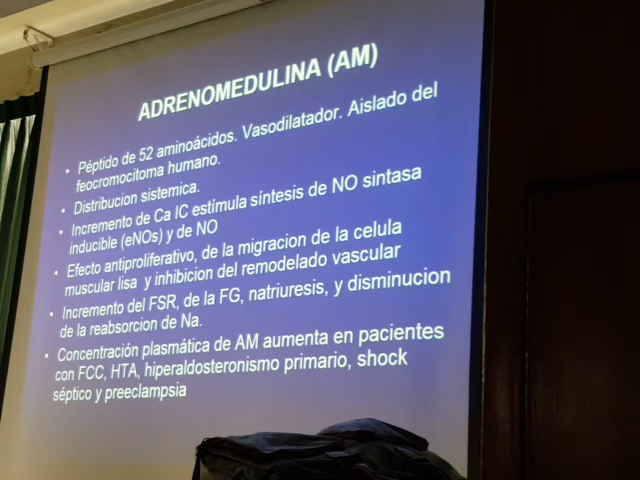 ADRENOMEDULINA (AM)
• Péptido de 52 aminoácidos. Vasodilatador. Aislado del
feocromocitoma humano.
• Distribucion sistemica.
• Incremento de Ca IC estímula síntesis de NO sintasa
inducible (eNOs) y de NO
• Efecto antiproliferativo, de la migracion de la celula
muscular lisa y inhibicion del remodelado vascular
• Incremento del FSR, de la FG, natriuresis, y disminucion
de la reabsorcion de Na.
• Concentración plasmática de AM aumenta en pacientes
con FCC, HTA, hiperaldosteronismo primario, shock
séptico y preeclampsia